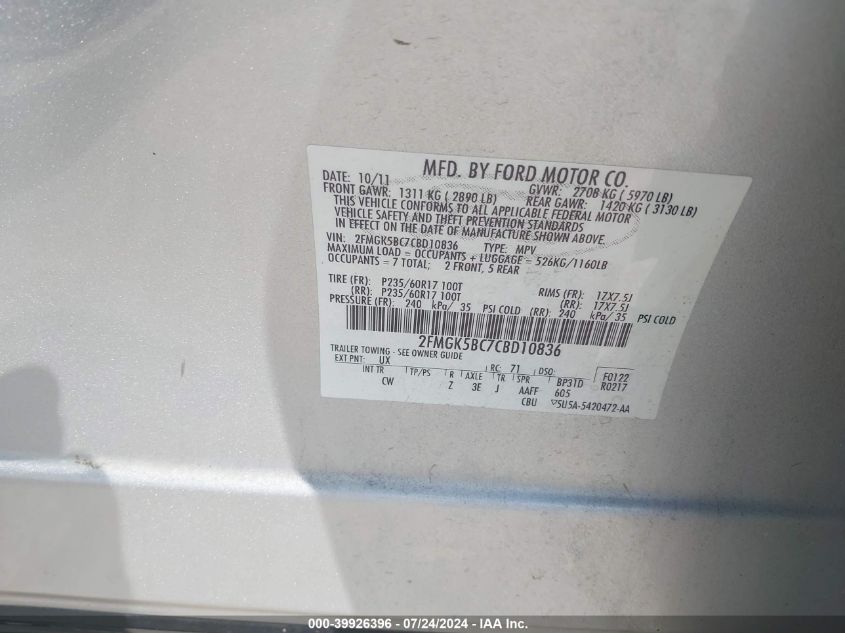 MFD. BY FORD MOTOR CO.
DATE: 10/11 GVWR: 2708 KG ( 5970 LB)
FRONT GAWR: 1311 KG ( 2890 LB) REAR GAWR: 1420 KG ( 3130 LB)
THIS VEHICLE CONFORMS TO ALL APPLICABLE FEDERAL MOTOR
VEHICLE SAFETY AND THEFT PREVENTION STANDARDS
IN EFFECT ON THE DATE OF MANUFACTURE SHOWN ABOVE.
VIN: 2FMGK5BC7CBD10836 TYPE: MPV
MAXIMUM LOAD = OCCUPANTS + LUGGAGE = 526KG/1160LB
OCCUPANTS = 7 TOTAL; 2 FRONT, 5 REAR
TIRE (FR): P235/60R17 100T RIMS (FR): 17X7.5J
(RR): P235/60R17 100T (RR): 17X7.5J
PRESSURE (FR): 240 kPa/ 35 PSI COLD (RR): 240 kPa/ 35 PSI COLD
2FMGK5BC7CBD10836
TRAILER TOWING - SEE OWNER GUIDE
EXT PNT: UX RC: 71 DSO: F0122
INT TR TP/PS R AXLE TR SPR BP31D R0217
CW Z 3E J AAFF 605
CBU ▽5U5A-5420472-AA
000-39926396 - 07/24/2024 - IAA Inc.